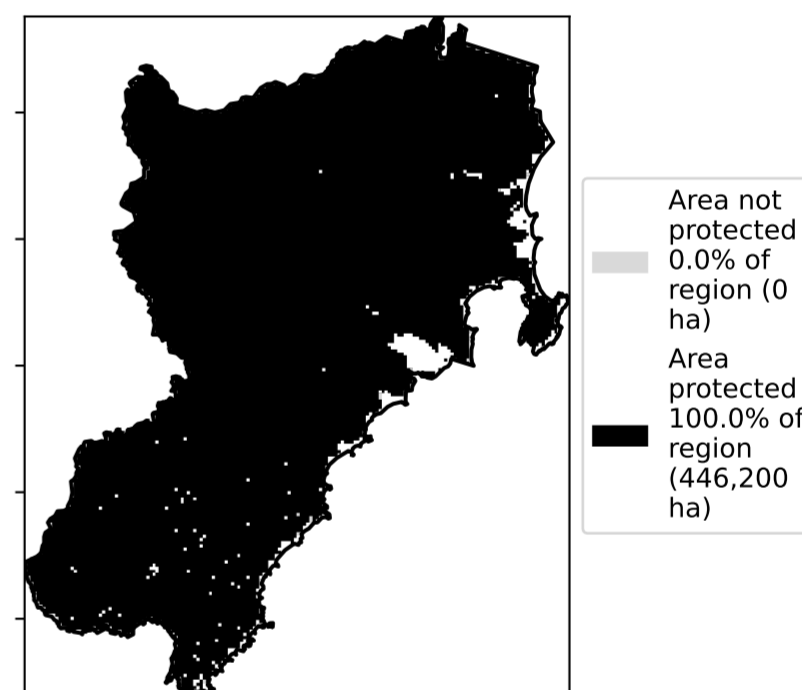 Area not
protected
0.0% of
region (0
ha)
Area
protected
100.0% of
region
(446,200
ha)